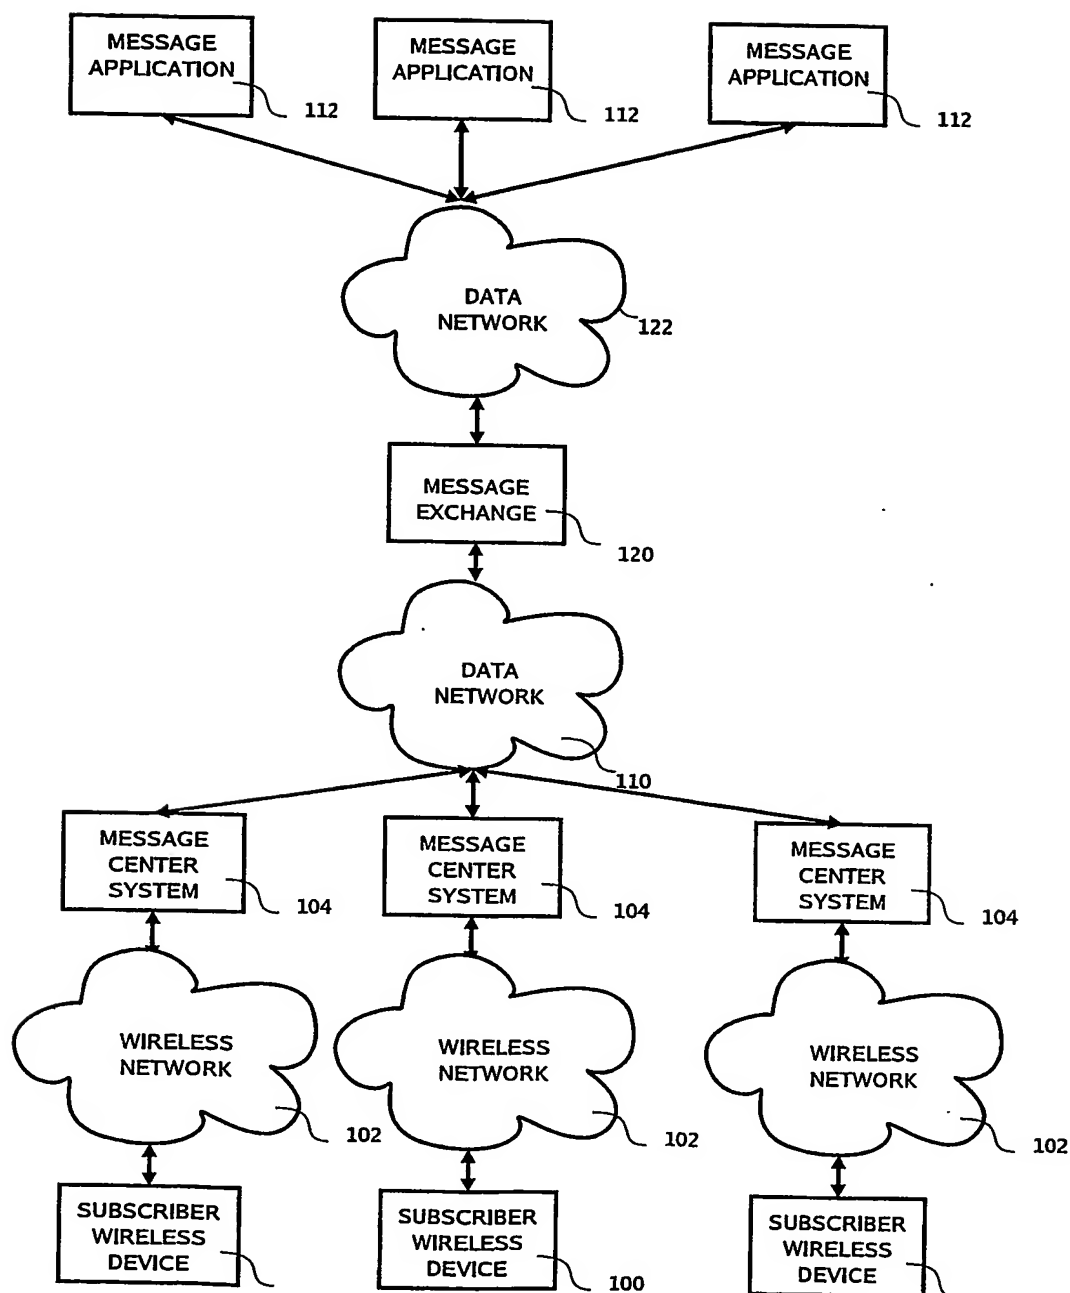 MESSAGE
APPLICATION
112
MESSAGE
APPLICATION
112
MESSAGE
APPLICATION
112
DATA
NETWORK
122
MESSAGE
EXCHANGE
120
DATA
NETWORK
110
MESSAGE
CENTER
SYSTEM
104
MESSAGE
CENTER
SYSTEM
104
MESSAGE
CENTER
SYSTEM
104
WIRELESS
NETWORK
102
WIRELESS
NETWORK
102
WIRELESS
NETWORK
102
SUBSCRIBER
WIRELESS
DEVICE
SUBSCRIBER
WIRELESS
DEVICE
100
SUBSCRIBER
WIRELESS
DEVICE